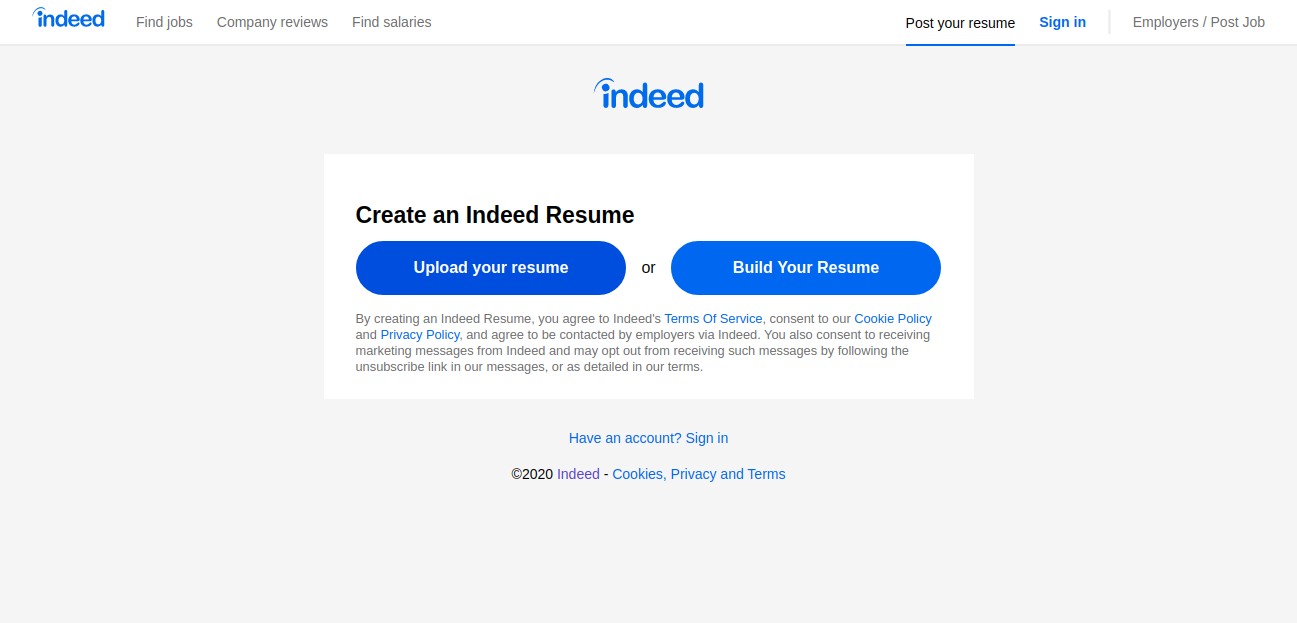 indeed Find jobs Company reviews Find salaries Post your resume Sign in Employers / Post Job
indeed
Create an Indeed Resume
Upload your resume or Build Your Resume
By creating an Indeed Resume, you agree to Indeed's Terms Of Service, consent to our Cookie Policy
and Privacy Policy, and agree to be contacted by employers via Indeed. You also consent to receiving
marketing messages from Indeed and may opt out from receiving such messages by following the
unsubscribe link in our messages, or as detailed in our terms.
Have an account? Sign in
©2020 Indeed - Cookies, Privacy and Terms